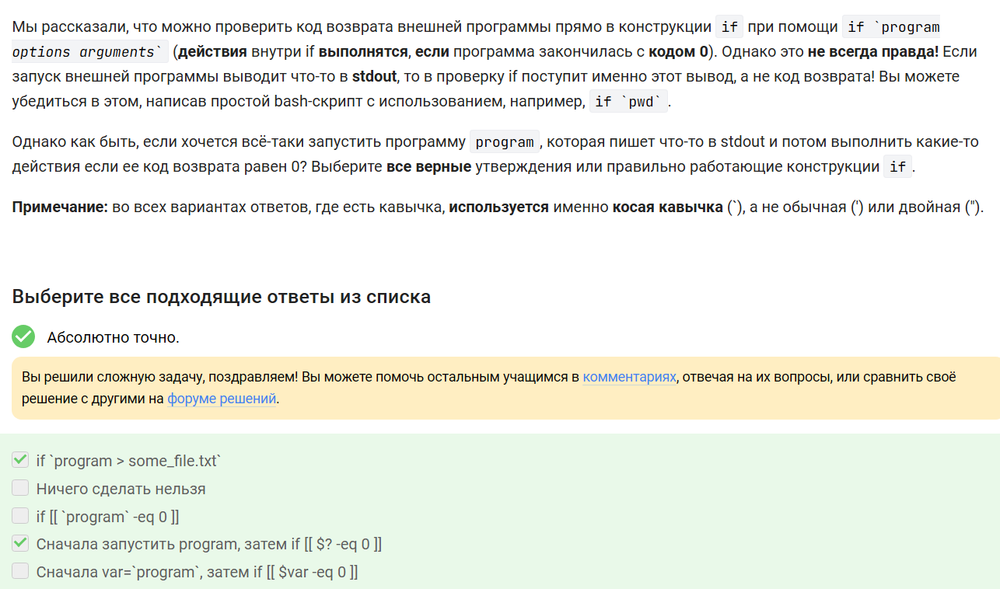 Мы рассказали, что можно проверить код возврата внешней программы прямо в конструкции if при помощи if `program
options arguments` (действия внутри if выполнятся, если программа закончилась с кодом 0). Однако это не всегда правда! Если
запуск внешней программы выводит что-то в stdout, то в проверку if поступит именно этот вывод, а не код возврата! Вы можете
убедиться в этом, написав простой bash-скрипт с использованием, например, if `pwd`.
Однако как быть, если хочется всё-таки запустить программу program, которая пишет что-то в stdout и потом выполнить какие-то
действия если ее код возврата равен 0? Выберите все верные утверждения или правильно работающие конструкции if.
Примечание: во всех вариантах ответов, где есть кавычка, используется именно косая кавычка (`), а не обычная (') или двойная (").
Выберите все подходящие ответы из списка
Абсолютно точно.
Вы решили сложную задачу, поздравляем! Вы можете помочь остальным учащимся в комментариях, отвечая на их вопросы, или сравнить своё
решение с другими на форуме решений.
if `program > some_file.txt`
Ничего сделать нельзя
if [[ `program` -eq 0 ]]
Сначала запустить program, затем if [[ $? -eq 0 ]]
Сначала var=`program`, затем if [[ $var -eq 0 ]]